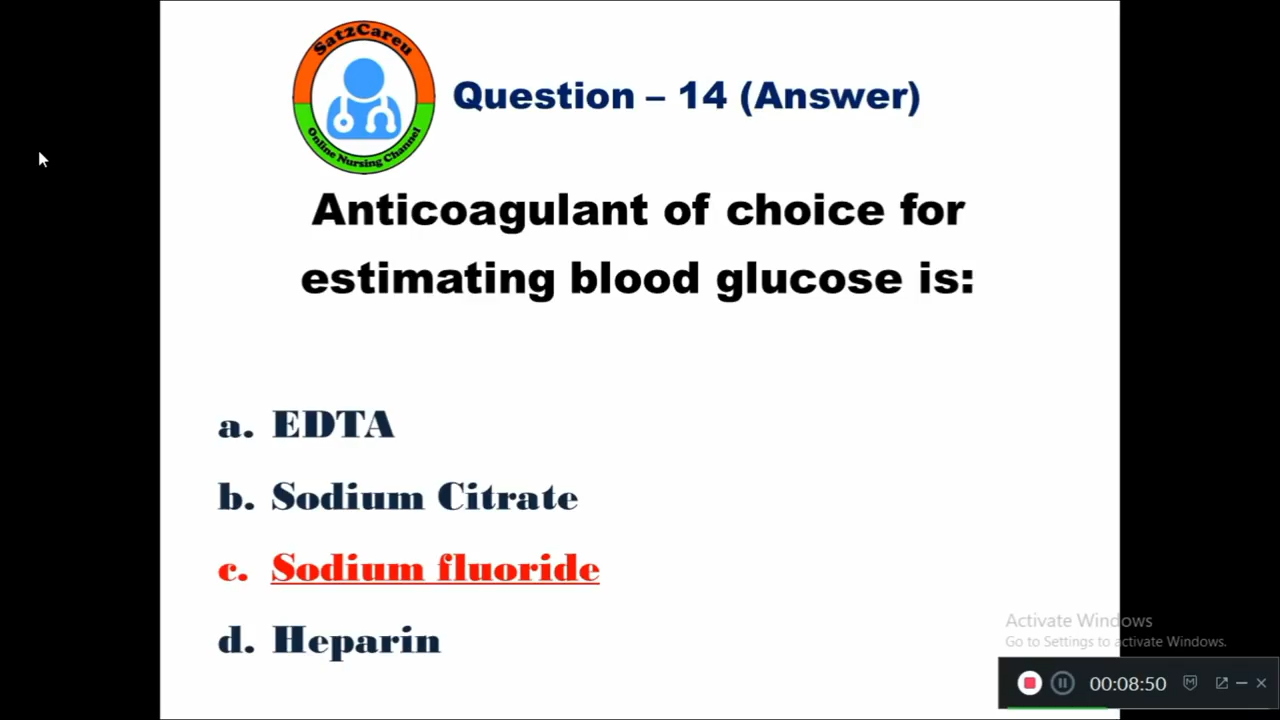 Sat2Careu
Online Nursing Channel
Question – 14 (Answer)
Anticoagulant of choice for
estimating blood glucose is:
a. EDTA
b. Sodium Citrate
c. Sodium fluoride
d. Heparin
Activate Windows
Go to Settings to activate Windows.
00:08:50